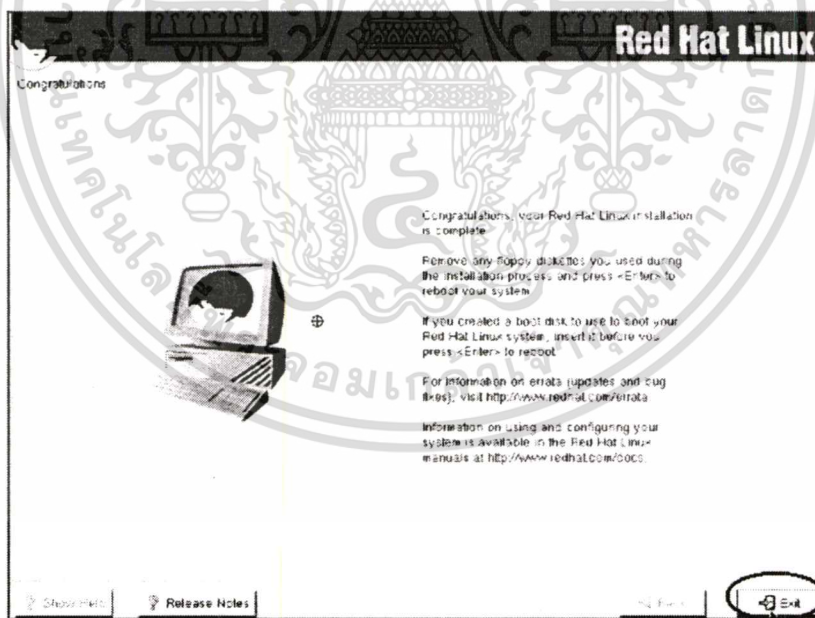 Red Hat Linux
Congratulations
Congratulations, your Red Hat Linux installation
is complete.
Remove any floppy diskettes you used during
the installation process and press <Enter> to
reboot your system.
If you created a boot disk to use to boot your
Red Hat Linux system, insert it before you
press <Enter> to reboot.
For information on errata (updates and bug
fixes), visit http://www.redhat.com/errata.
Information on using and configuring your
system is available in the Red Hat Linux
manuals at http://www.redhat.com/docs.
Show Help
Release Notes
Back
Exit